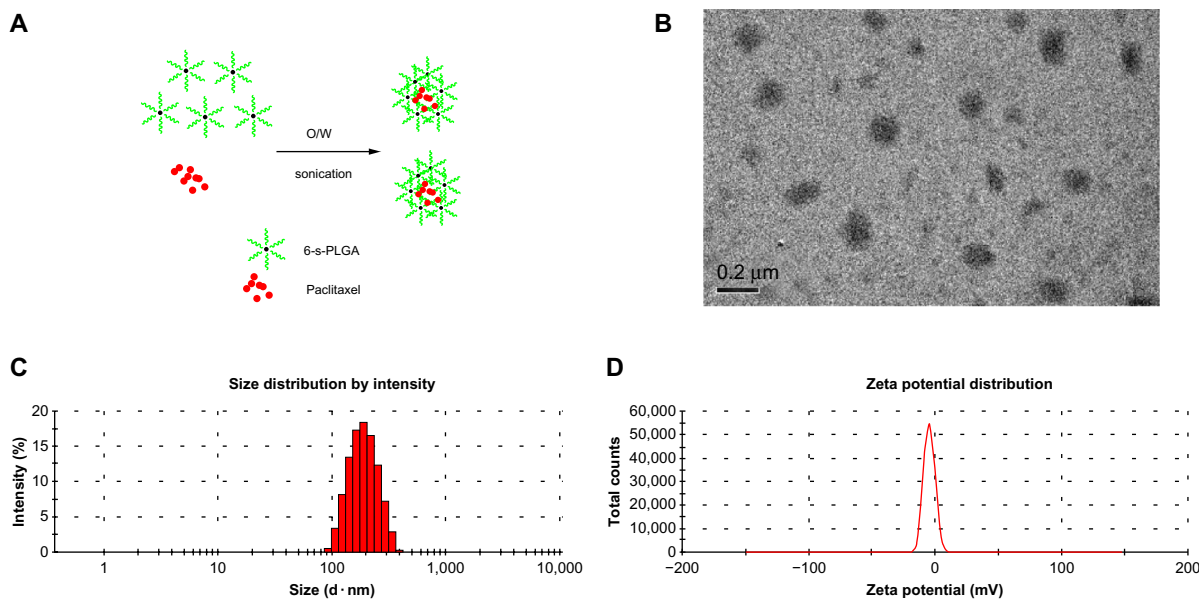 A
O/W
sonication
6-s-PLGA
Paclitaxel
B
0.2 μm
C
Size distribution by intensity
Intensity (%)
20
15
10
5
0
1
10
100
1,000
10,000
Size (d·nm)
D
Zeta potential distribution
Total counts
60,000
50,000
40,000
30,000
20,000
10,000
0
−200
−100
0
100
200
Zeta potential (mV)